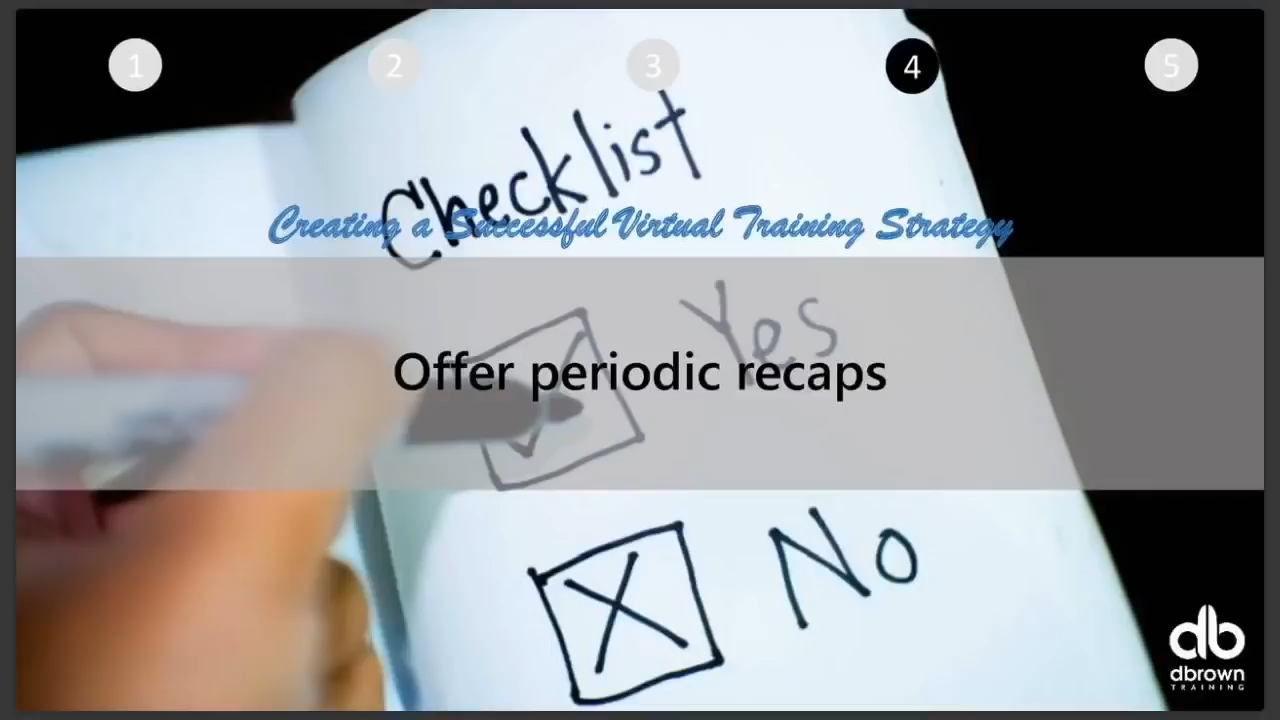 1 2 3 4 5
Checklist
Creating a Successful Virtual Training Strategy
Yes
Offer periodic recaps
No
db
dbrown
TRAINING